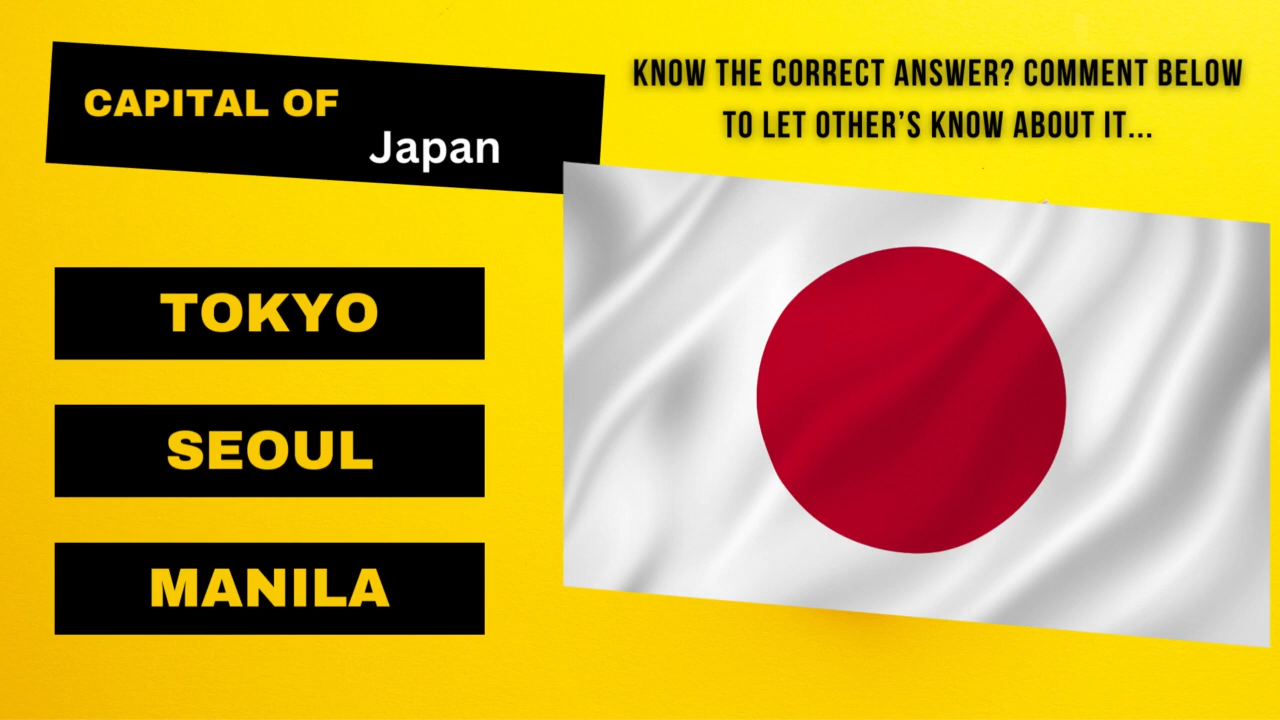 CAPITAL OF
Japan
KNOW THE CORRECT ANSWER? COMMENT BELOW
TO LET OTHER'S KNOW ABOUT IT...
TOKYO
SEOUL
MANILA